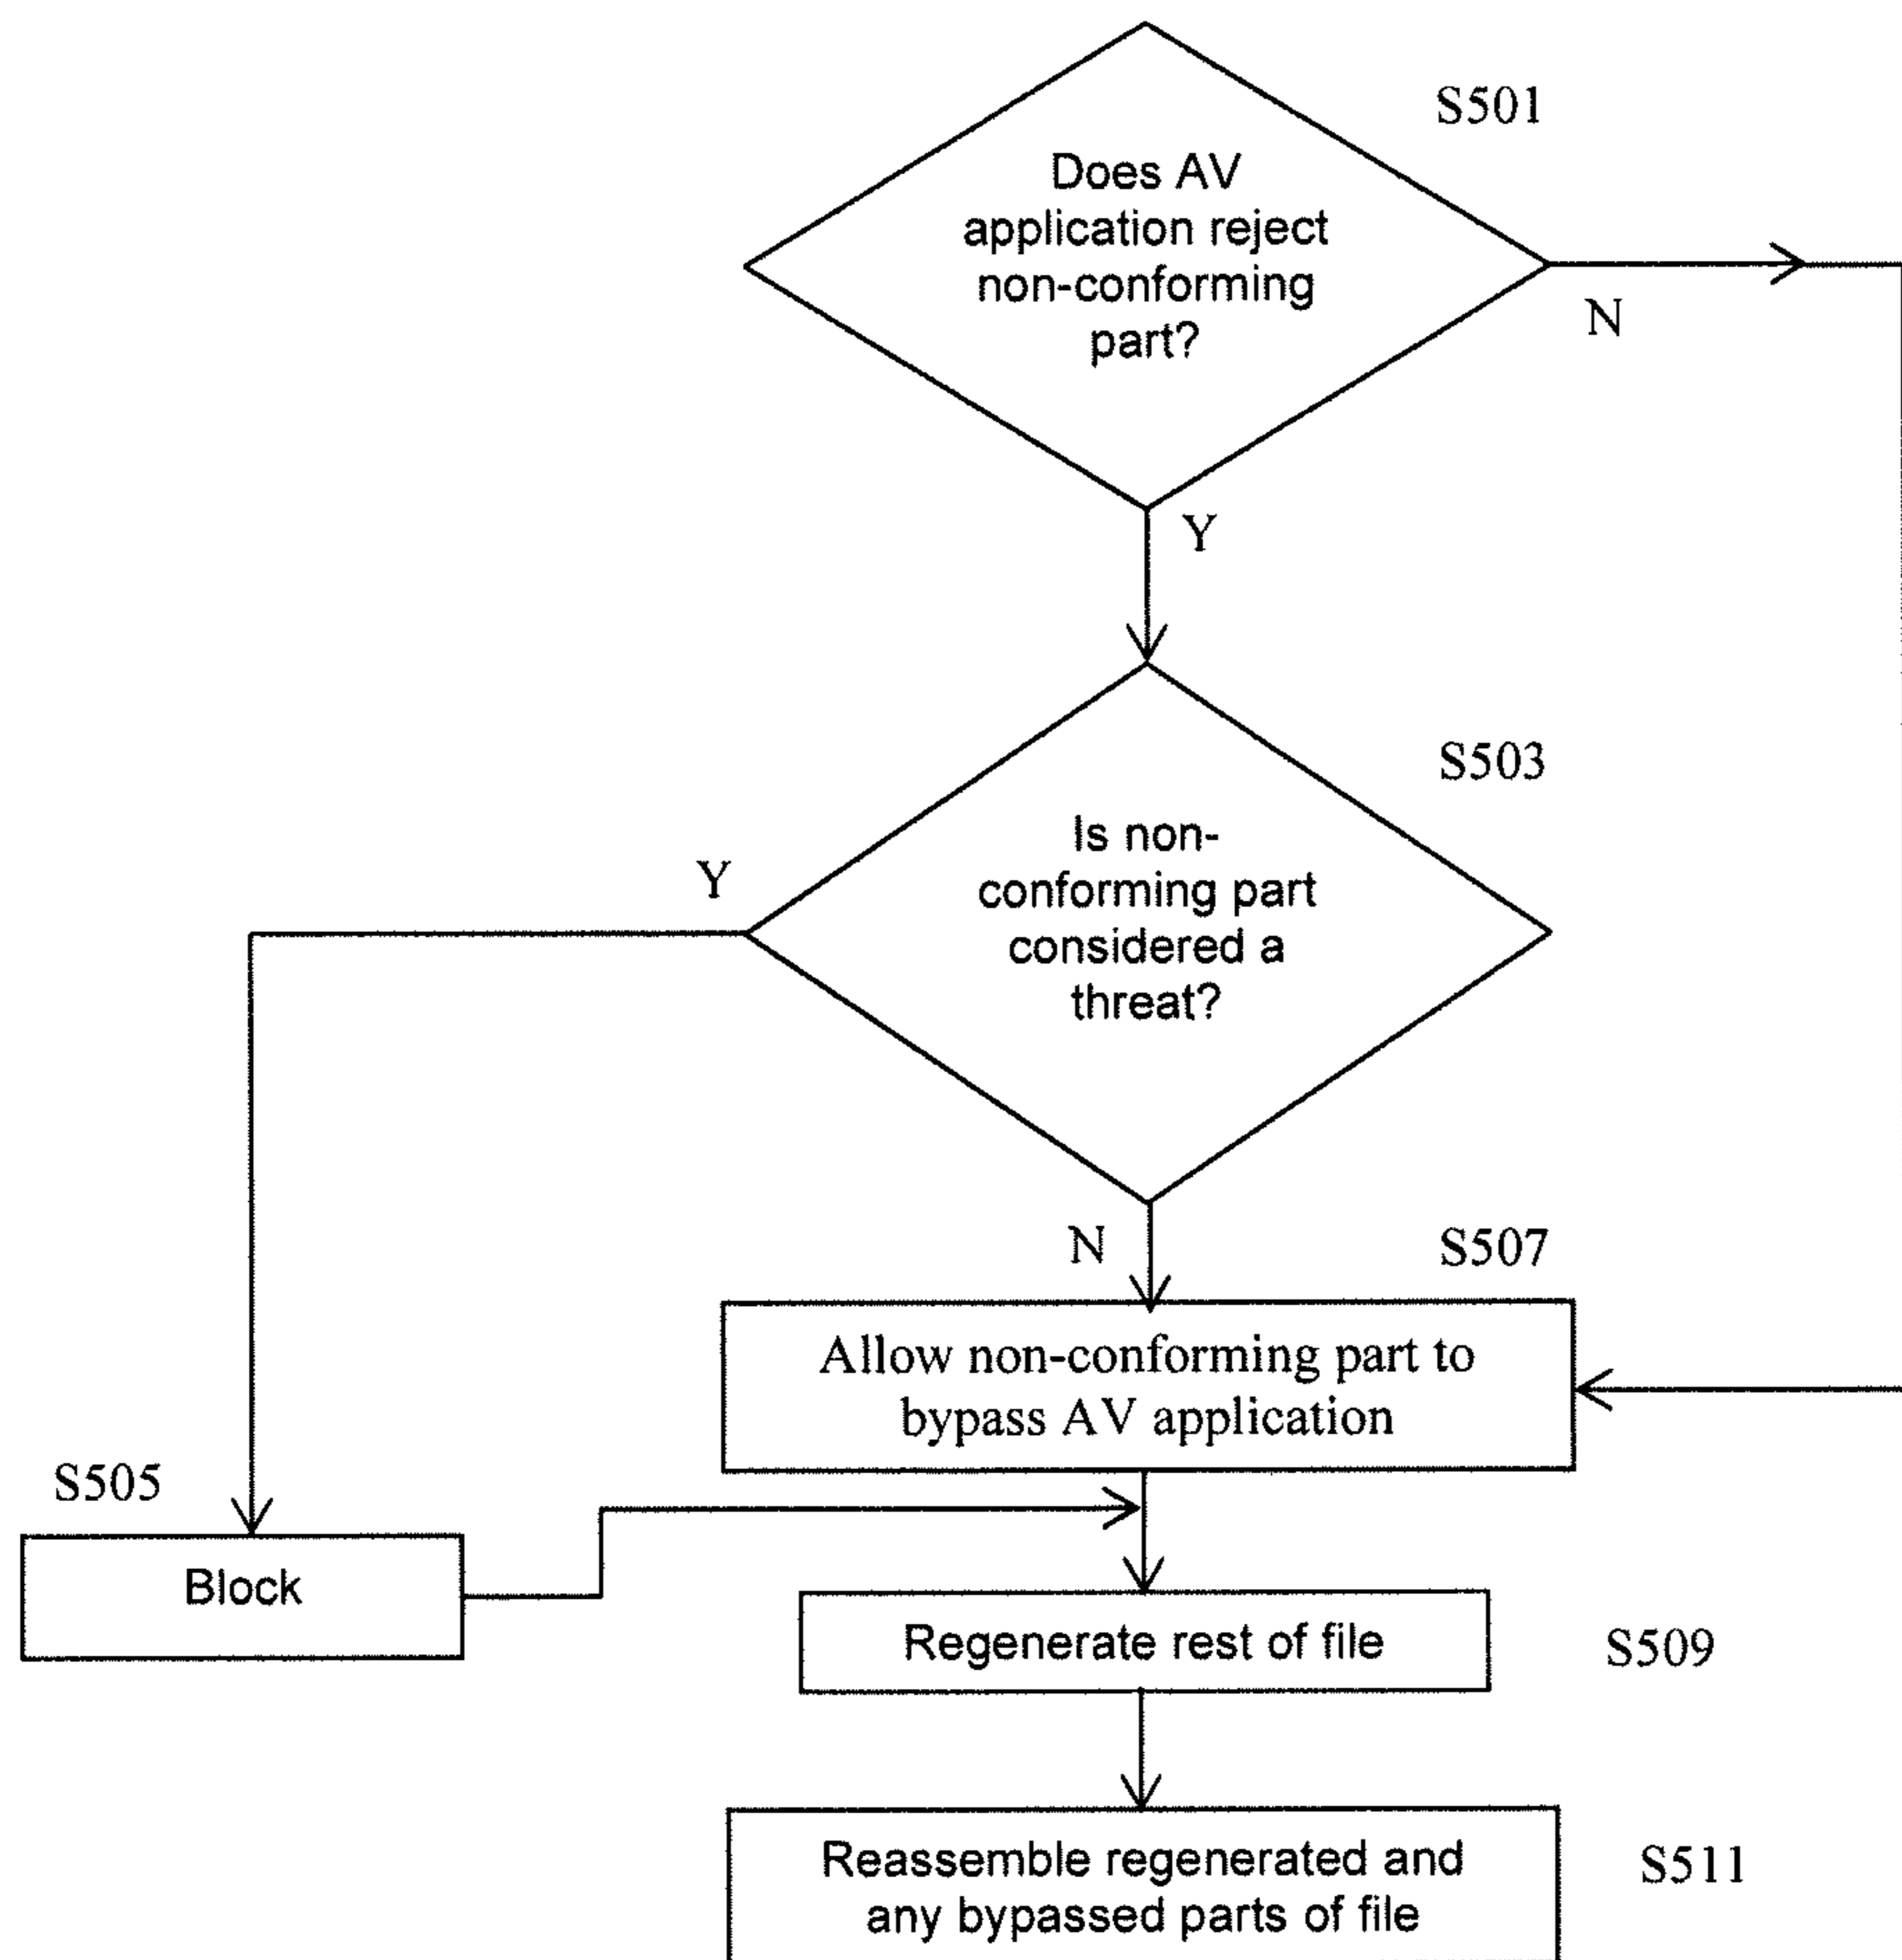 S501
Does AV
application reject
non-conforming
part?
N
Y
S503
Is non-
conforming part
considered a
threat?
Y
N
S507
Allow non-conforming part to
bypass AV application
S505
Block
Regenerate rest of file
S509
Reassemble regenerated and
any bypassed parts of file
S511